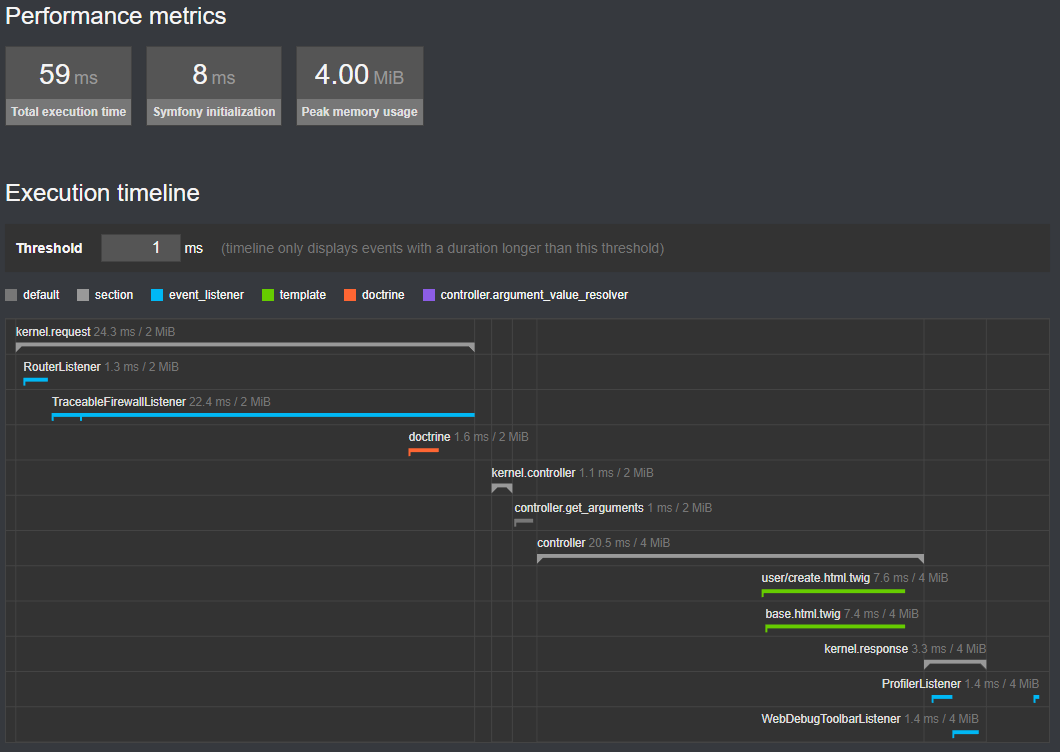 Performance metrics
59 ms 8 ms 4.00 MiB
Total execution time Symfony initialization Peak memory usage
Execution timeline
Threshold 1 ms (timeline only displays events with a duration longer than this threshold)
default section event_listener template doctrine controller.argument_value_resolver
kernel.request 24.3 ms / 2 MiB
RouterListener 1.3 ms / 2 MiB
TraceableFirewallListener 22.4 ms / 2 MiB
doctrine 1.6 ms / 2 MiB
kernel.controller 1.1 ms / 2 MiB
controller.get_arguments 1 ms / 2 MiB
controller 20.5 ms / 4 MiB
user/create.html.twig 7.6 ms / 4 MiB
base.html.twig 7.4 ms / 4 MiB
kernel.response 3.3 ms / 4 MiB
ProfilerListener 1.4 ms / 4 MiB
WebDebugToolbarListener 1.4 ms / 4 MiB